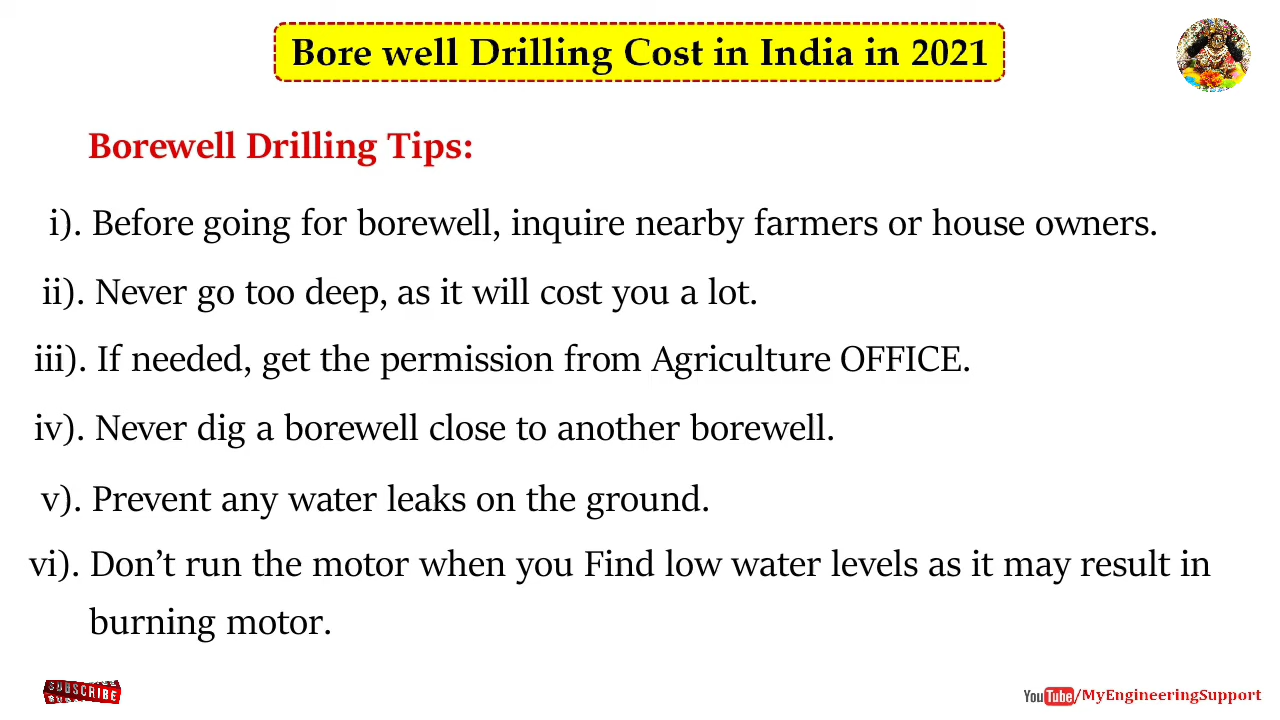 Bore well Drilling Cost in India in 2021
Borewell Drilling Tips:
i). Before going for borewell, inquire nearby farmers or house owners.
ii). Never go too deep, as it will cost you a lot.
iii). If needed, get the permission from Agriculture OFFICE.
iv). Never dig a borewell close to another borewell.
v). Prevent any water leaks on the ground.
vi). Don’t run the motor when you Find low water levels as it may result in
burning motor.
SUBSCRIBE
YouTube/MyEngineeringSupport